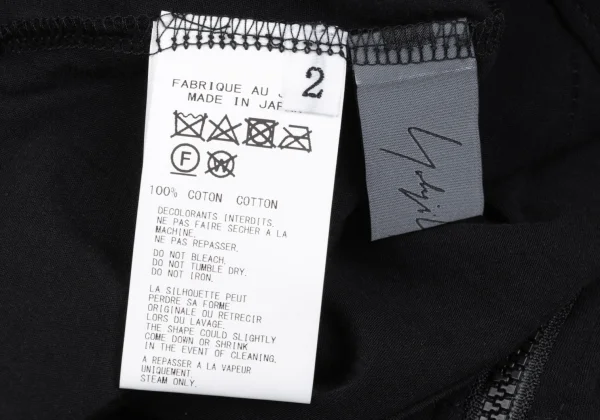 2
FABRIQUE AU J
MADE IN JAP
F
W
100% COTON COTTON
DECOLORANTS INTERDITS.
NE PAS FAIRE SECHER A LA
MACHINE.
NE PAS REPASSER.
DO NOT BLEACH.
DO NOT TUMBLE DRY.
DO NOT IRON.
LA SILHOUETTE PEUT
PERDRE SA FORME
ORIGINALE OU RETRECIR
LORS DU LAVAGE.
THE SHAPE COULD SLIGHTLY
COME DOWN OR SHRINK
IN THE EVENT OF CLEANING.
A REPASSER A LA VAPEUR
UNIQUEMENT.
STEAM ONLY.
Yohji